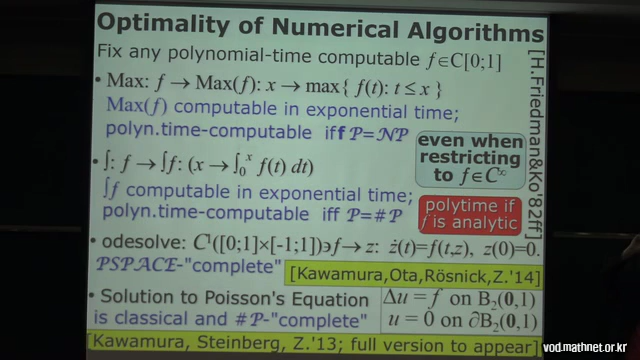 Optimality of Numerical Algorithms
Fix any polynomial-time computable f∈C[0;1]
[H.Friedman&Ko'82ff]
• Max: f → Max(f): x → max{ f(t): t ≤ x }
Max(f) computable in exponential time;
polyn.time-computable iff P=NP
even when
restricting
to f∈C^∞
• ∫: f → ∫f: (x → ∫₀ˣ f(t) dt)
∫f computable in exponential time;
polyn.time-computable iff P=#P
polytime if
f is analytic
• odesolve: C¹([0;1]×[-1;1])∋f → z: ż(t)=f(t,z), z(0)=0.
PSPACE-"complete"
[Kawamura,Ota,Rösnick,Z.'14]
• Solution to Poisson's Equation
is classical and #P-"complete"
Δu = f on B₂(0,1)
u = 0 on ∂B₂(0,1)
[Kawamura, Steinberg, Z.'13; full version to appear]
vod.mathnet.or.kr